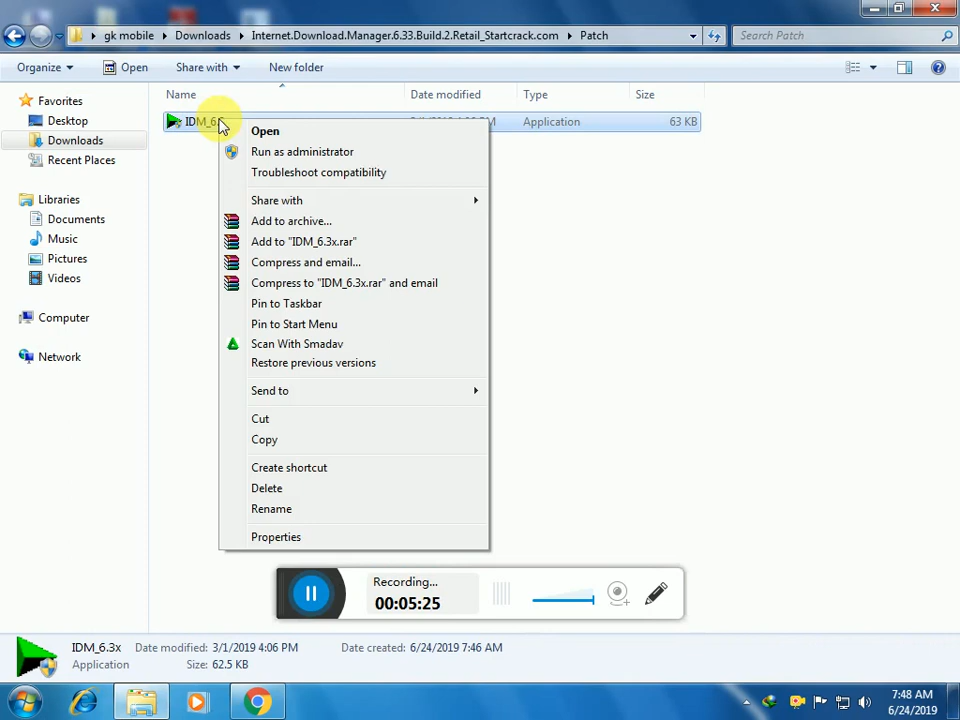 gk mobile
Downloads
Internet.Download.Manager.6.33.Build.2.Retail_Startcrack.com
Patch
Search Patch
Organize
Open
Share with
New folder
Name
Date modified
Type
Size
Favorites
Desktop
Downloads
Recent Places
Libraries
Documents
Music
Pictures
Videos
Computer
Network
Application
63 KB
Open
Run as administrator
Troubleshoot compatibility
Share with
Add to archive...
Add to "IDM_6.3x.rar"
Compress and email...
Compress to "IDM_6.3x.rar" and email
Pin to Taskbar
Pin to Start Menu
Scan With Smadav
Restore previous versions
Send to
Cut
Copy
Create shortcut
Delete
Rename
Properties
Recording...
00:05:25
IDM_6.3x
Date modified: 3/1/2019 4:06 PM
Date created: 6/24/2019 7:46 AM
Application
Size: 62.5 KB
7:48 AM
6/24/2019